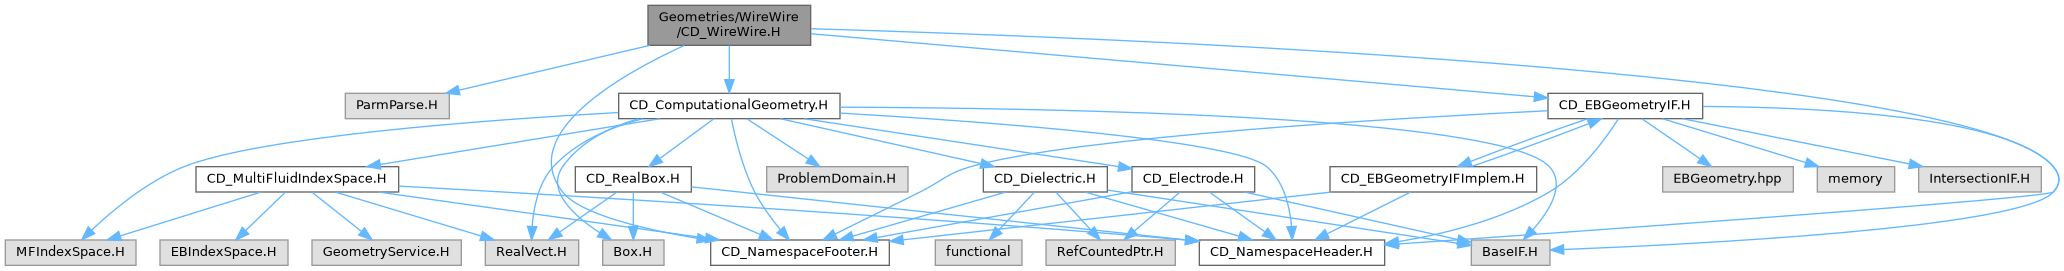 Geometries/WireWire
/CD_WireWire.H
ParmParse.H
CD_ComputationalGeometry.H
CD_EBGeometryIF.H
CD_MultiFluidIndexSpace.H
CD_RealBox.H
ProblemDomain.H
CD_Dielectric.H
CD_Electrode.H
CD_EBGeometryIFImplem.H
EBGeometry.hpp
memory
IntersectionIF.H
MFIndexSpace.H
EBIndexSpace.H
GeometryService.H
RealVect.H
Box.H
CD_NamespaceFooter.H
functional
RefCountedPtr.H
CD_NamespaceHeader.H
BaseIF.H